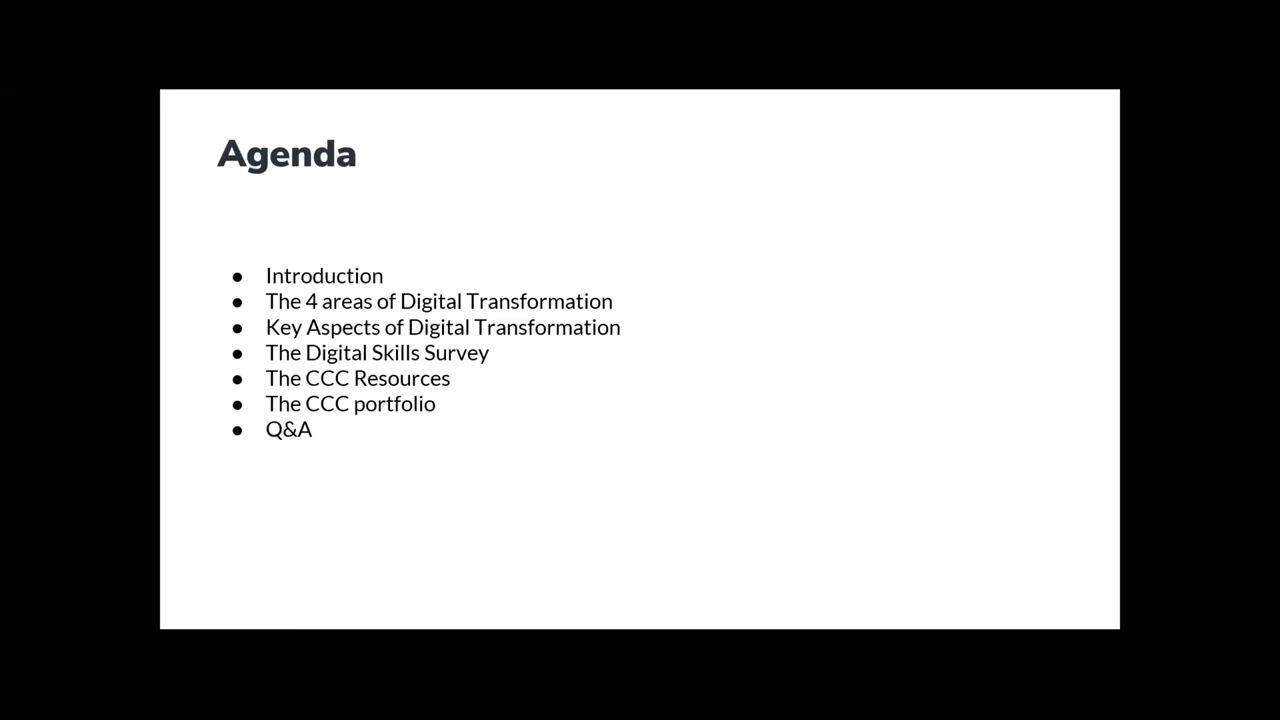 Agenda
● Introduction
● The 4 areas of Digital Transformation
● Key Aspects of Digital Transformation
● The Digital Skills Survey
● The CCC Resources
● The CCC portfolio
● Q&A